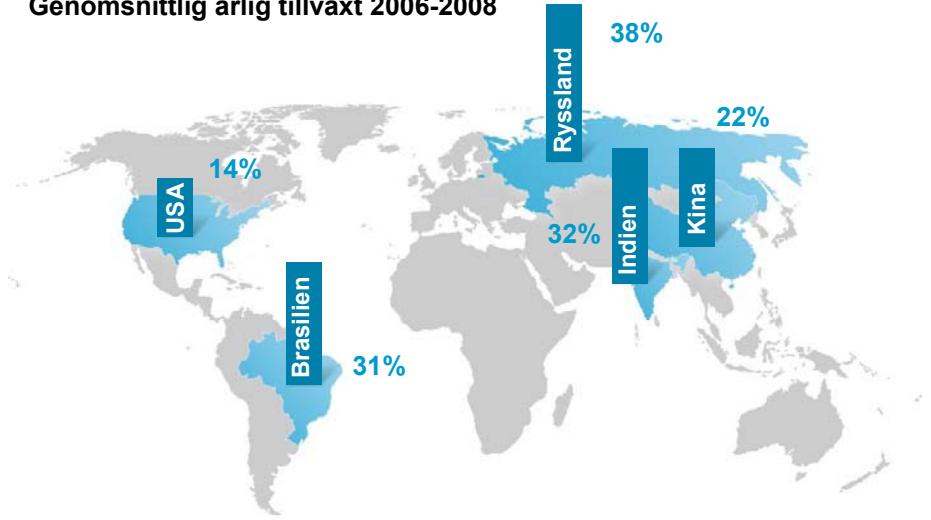 Genomsnittlig årlig tillväxt 2006-2008
38%
Ryssland
22%
14%
USA
Indien
Kina
32%
Brasilien
31%